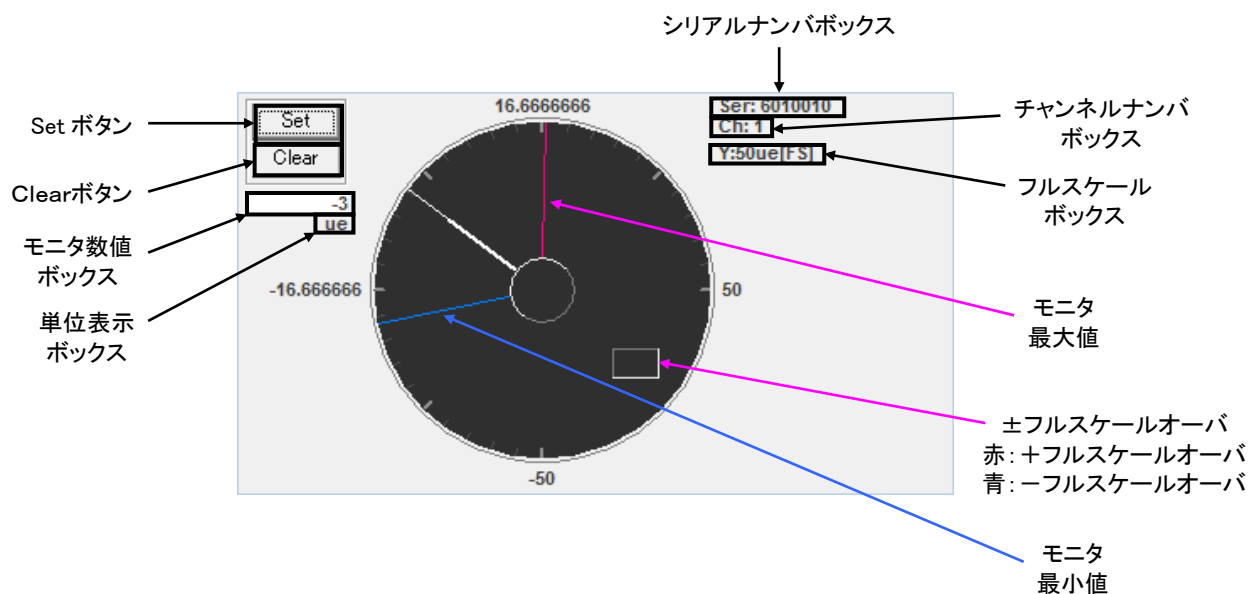 シリアルナンバボックス
16.6666666
Ser: 6010010
チャンネルナンバ
ボックス
Set ボタン
Set
Ch: 1
Clear
Y:50ue[FS]
フルスケール
ボックス
Clearボタン
-3
ue
モニタ数値
ボックス
-16.666666
50
単位表示
ボックス
モニタ
最大値
±フルスケールオーバ
赤:+フルスケールオーバ
青:-フルスケールオーバ
-50
モニタ
最小値